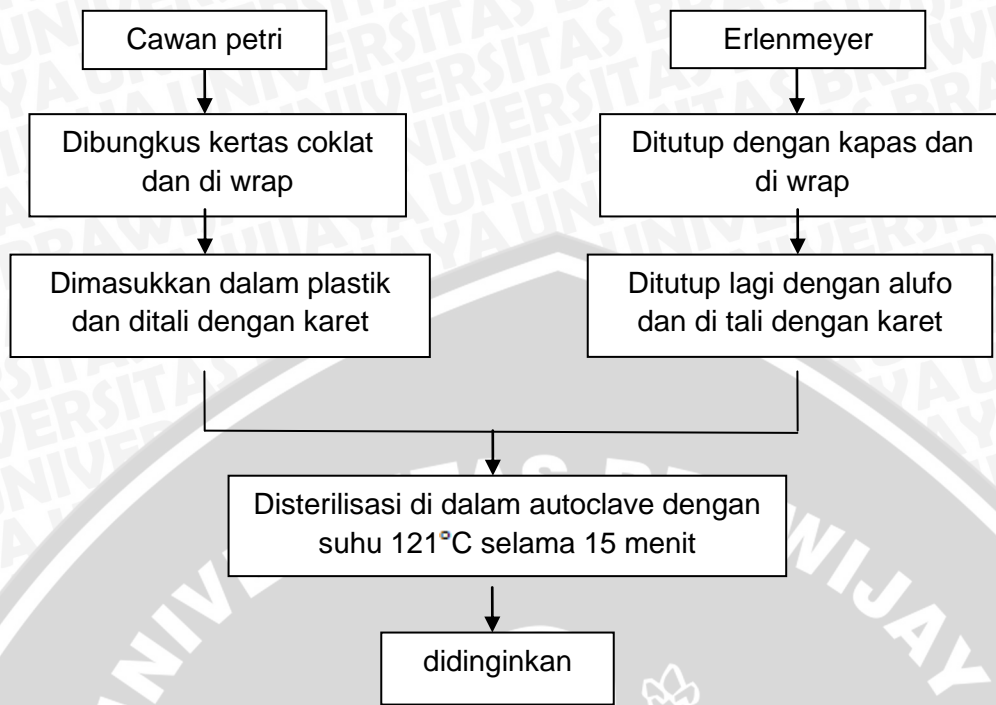 Cawan petri
Erlenmeyer
Dibungkus kertas coklat
dan di wrap
Ditutup dengan kapas dan
di wrap
Dimasukkan dalam plastik
dan ditali dengan karet
Ditutup lagi dengan alufo
dan di tali dengan karet
Disterilisasi di dalam autoclave dengan
suhu 121°C selama 15 menit
didinginkan